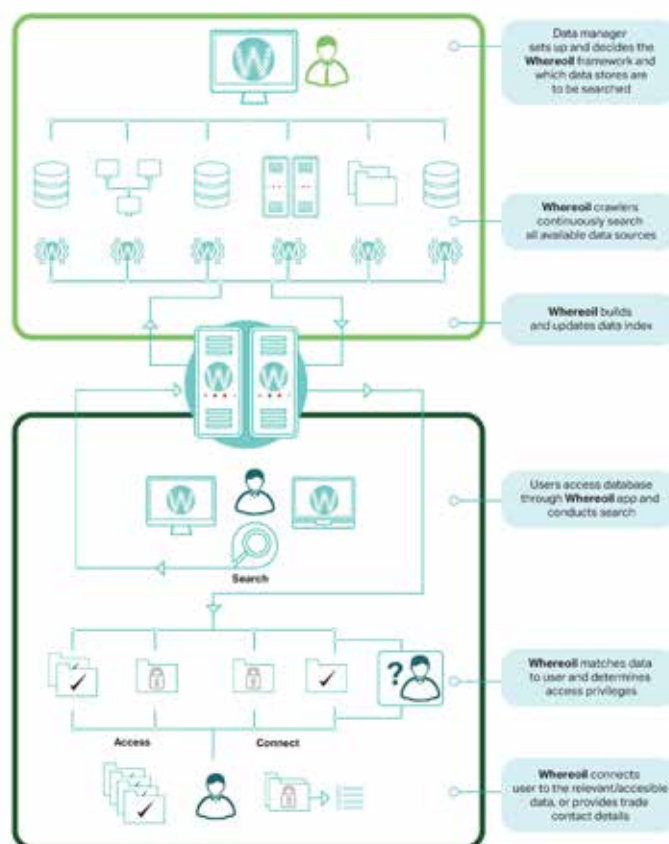 Data manager
sets up and decides the
Whereoil framework and
which data stores are
to be searched
Whereoil crawlers
continuously search
all available data sources
Whereoil builds
and updates data index
Users access database
through Whereoil app and
conducts search
Search
Whereoil matches data
to user and determines
access privileges
Access
Connect
Whereoil connects
user to the relevant/accesible
data, or provides trade
contact details
W
W
W
W
W
W
W
W
W
W
W
?